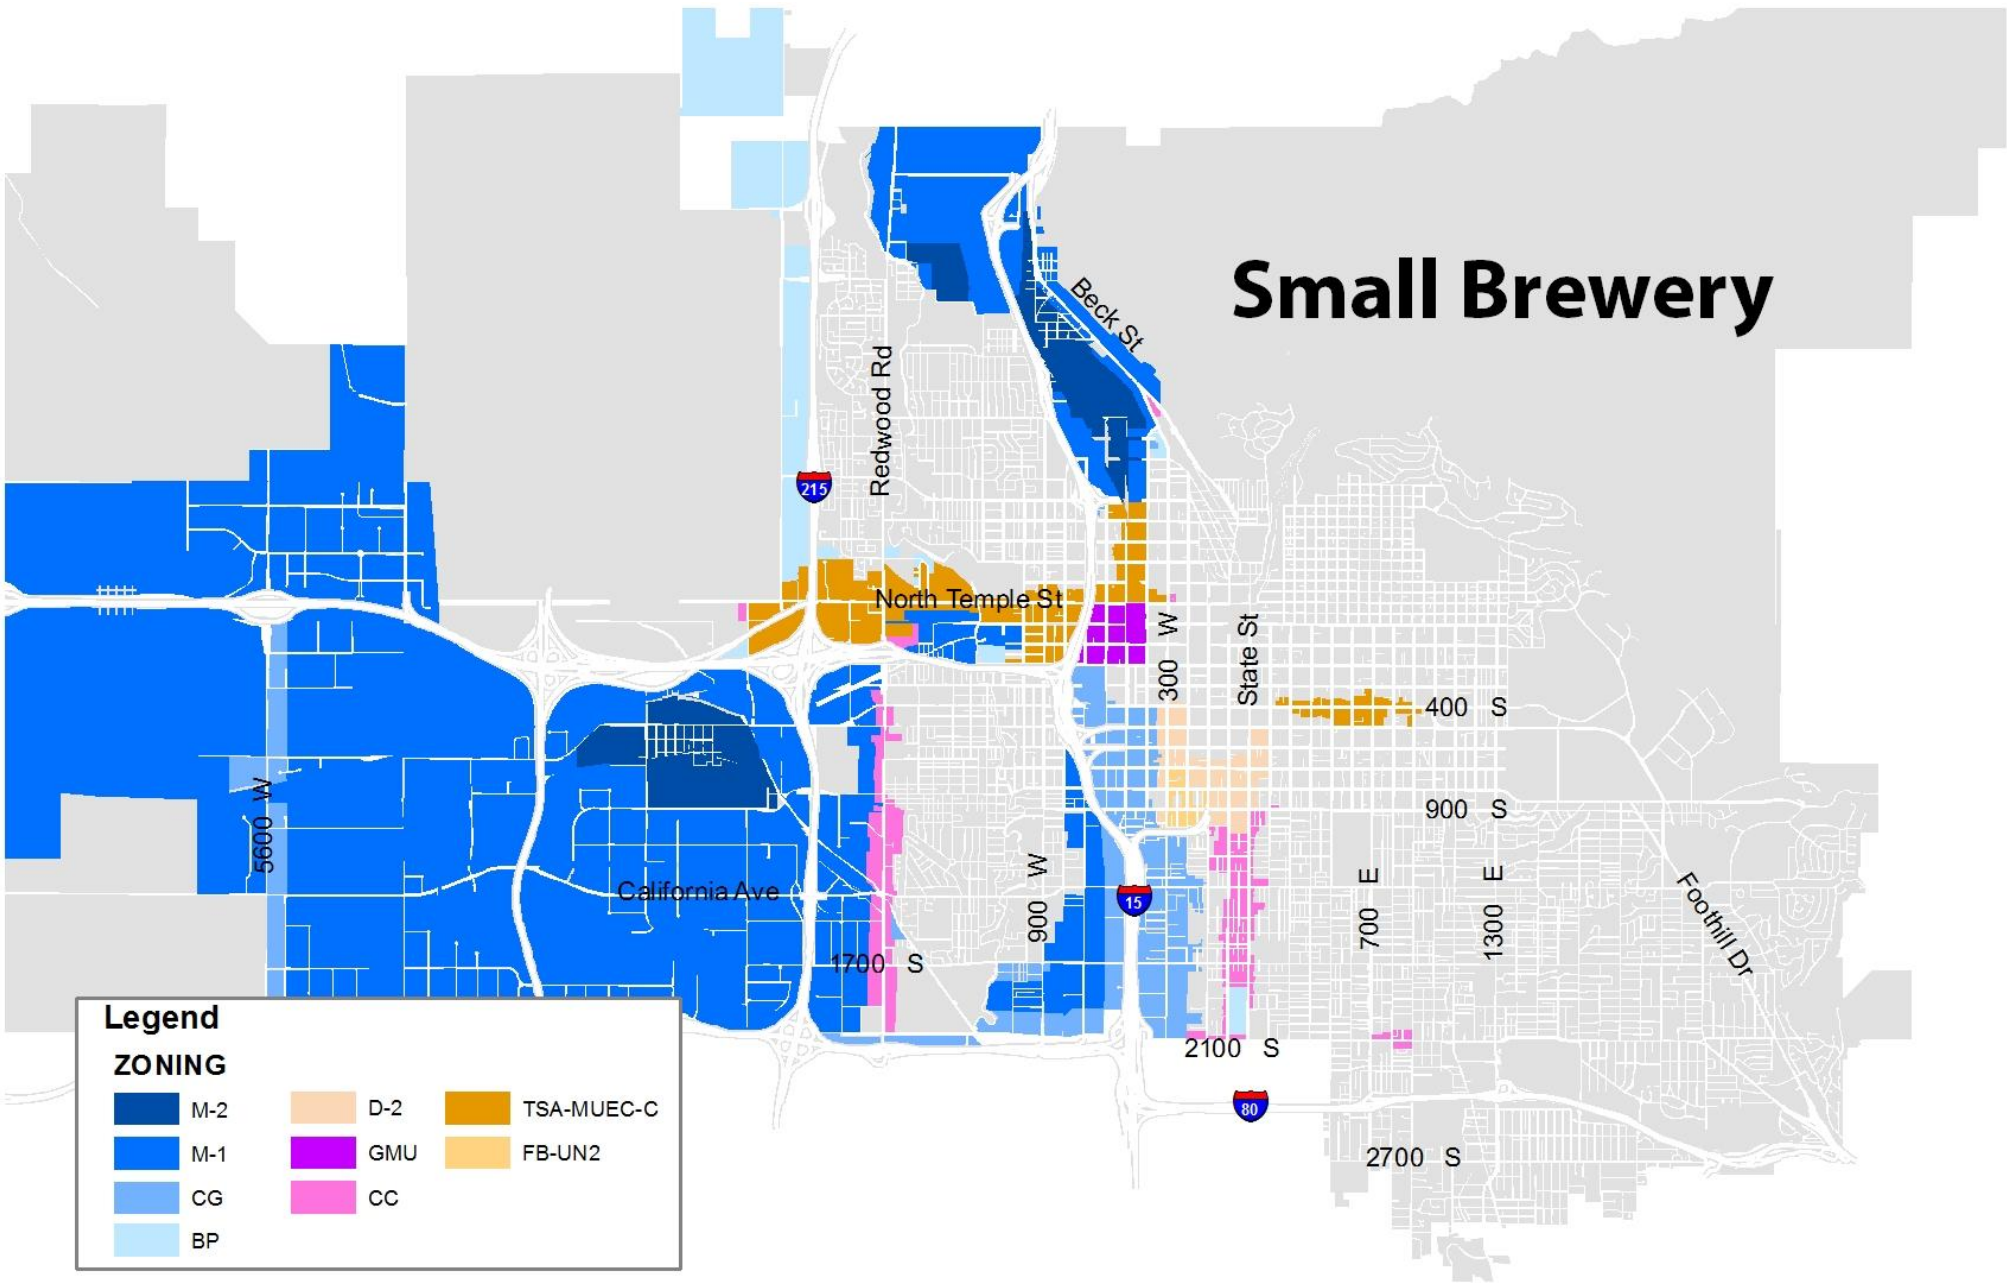 Small Brewery
Beck St
Redwood Rd
215
North Temple St
300 W
State St
400 S
5600 W
900 S
California Ave
900 W
15
700 E
1300 E
Foothill Dr
1700 S
2100 S
80
2700 S
Legend
ZONING
M-2
D-2
TSA-MUEC-C
M-1
GMU
FB-UN2
CG
CC
BP